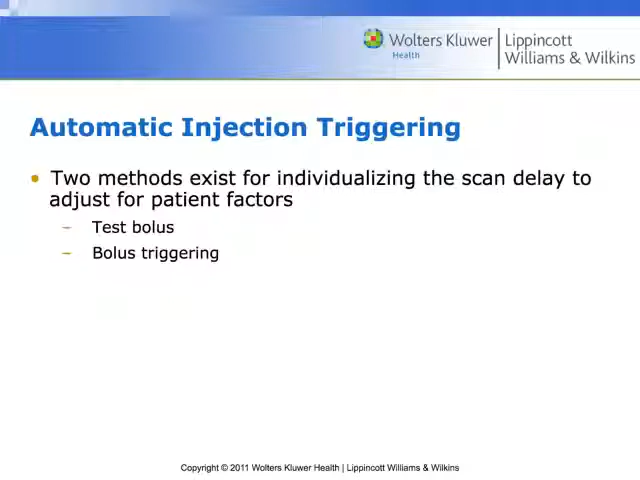 Wolters Kluwer
Health
Lippincott
Williams & Wilkins
Automatic Injection Triggering
• Two methods exist for individualizing the scan delay to
adjust for patient factors
– Test bolus
– Bolus triggering
Copyright © 2011 Wolters Kluwer Health | Lippincott Williams & Wilkins